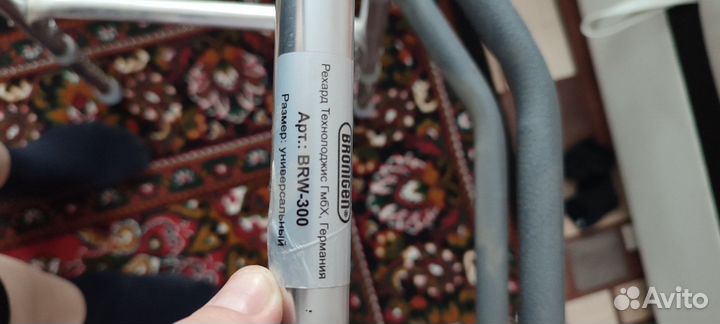 BRONIGEN®
Рехард Технолоджис ГмбХ, Германия
Арт.: BRW-300
Размер: универсальный
Avito